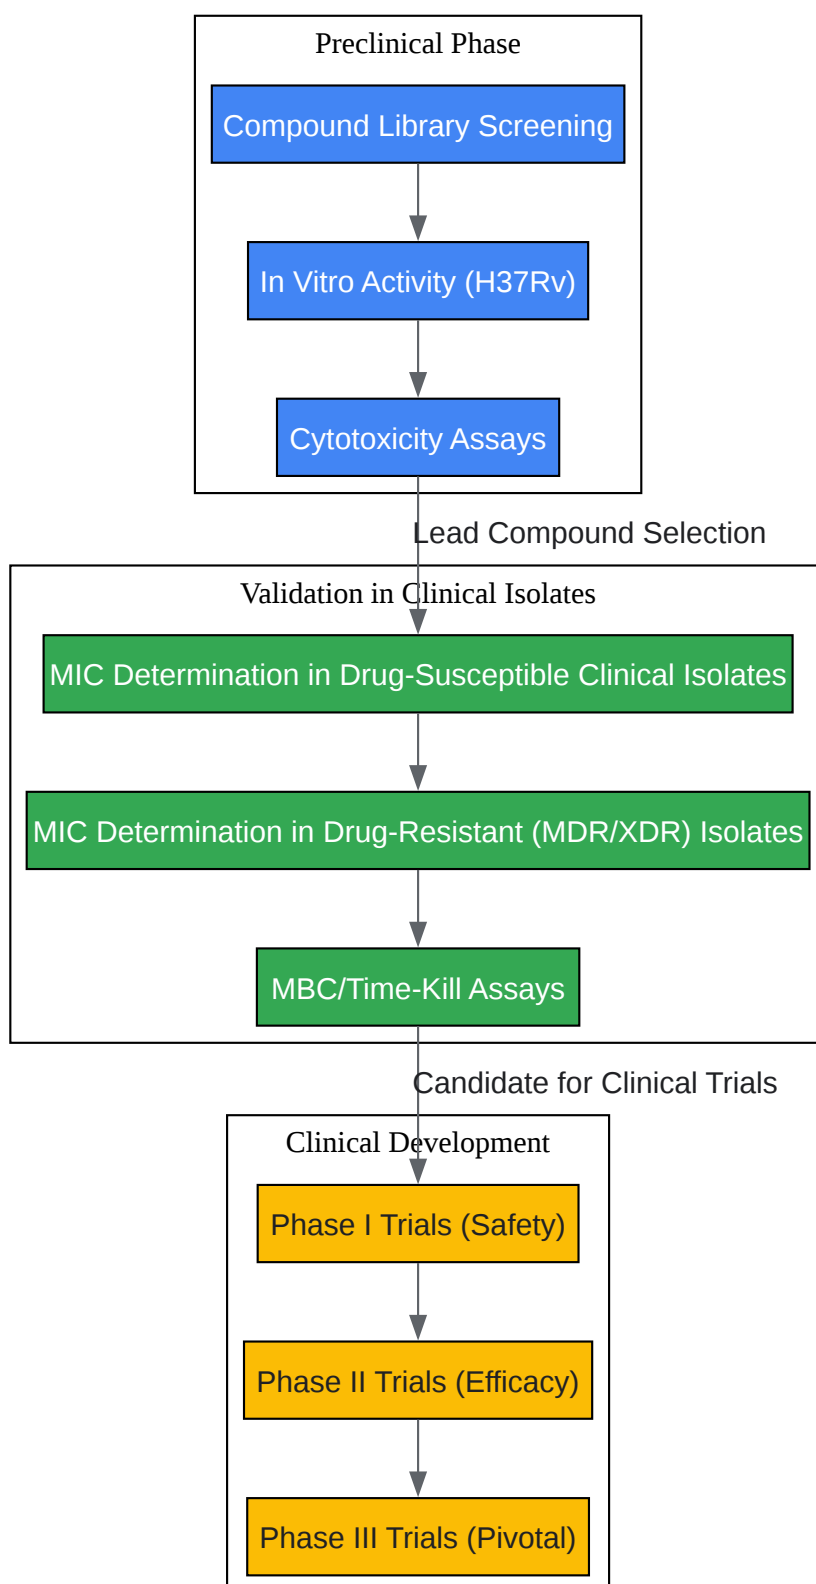 Preclinical Phase
Compound Library Screening
In Vitro Activity (H37Rv)
Cytotoxicity Assays
Lead Compound Selection
Validation in Clinical Isolates
MIC Determination in Drug-Susceptible Clinical Isolates
MIC Determination in Drug-Resistant (MDR/XDR) Isolates
MBC/Time-Kill Assays
Candidate for Clinical Trials
Clinical Development
Phase I Trials (Safety)
Phase II Trials (Efficacy)
Phase III Trials (Pivotal)